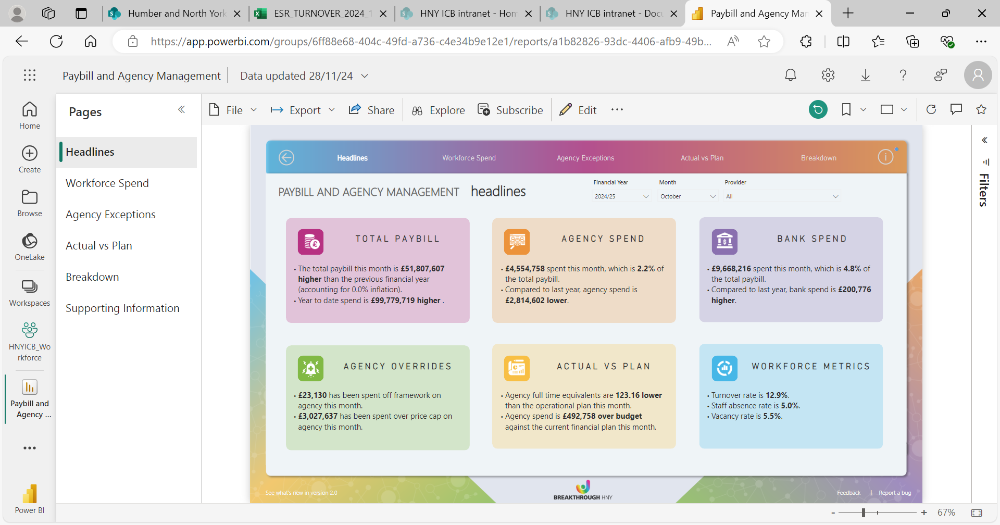 Humber and North York
ESR_TURNOVER_2024_1
HNY ICB intranet - Hom
HNY ICB intranet - Docu
Paybill and Agency Man
https://app.powerbi.com/groups/6ff88e68-404c-49fd-a736-c4e34b9e12e1/reports/a1b82826-93dc-4406-afb9-49b...
Paybill and Agency Management
Data updated 28/11/24
Home
Create
Browse
OneLake
Workspaces
HNYICB_Wo
rkforce
Paybill and
Agency ...
Power BI
Pages
Headlines
Workforce Spend
Agency Exceptions
Actual vs Plan
Breakdown
Supporting Information
File
Export
Share
Explore
Subscribe
Edit
Filters
Headlines
Workforce Spend
Agency Exceptions
Actual vs Plan
Breakdown
PAYBILL AND AGENCY MANAGEMENT headlines
Financial Year
2024/25
Month
October
Provider
All
TOTAL PAYBILL
• The total paybill this month is £51,807,607
higher than the previous financial year
(accounting for 0.0% inflation).
• Year to date spend is £99,779,719 higher .
AGENCY SPEND
• £4,554,758 spent this month, which is 2.2% of
the total paybill.
• Compared to last year, agency spend is
£2,814,602 lower.
BANK SPEND
• £9,668,216 spent this month, which is 4.8% of
the total paybill.
• Compared to last year, bank spend is £200,776
higher.
AGENCY OVERRIDES
• £23,130 has been spent off framework on
agency this month.
• £3,027,637 has been spent over price cap on
agency this month.
ACTUAL VS PLAN
• Agency full time equivalents are 123.16 lower
than the operational plan this month.
• Agency spend is £492,758 over budget
against the current financial plan this month.
WORKFORCE METRICS
• Turnover rate is 12.9%.
• Staff absence rate is 5.0%.
• Vacancy rate is 5.5%.
See what's new in version 2.0
BREAKTHROUGH HNY
Feedback | Report a bug
- + 67%